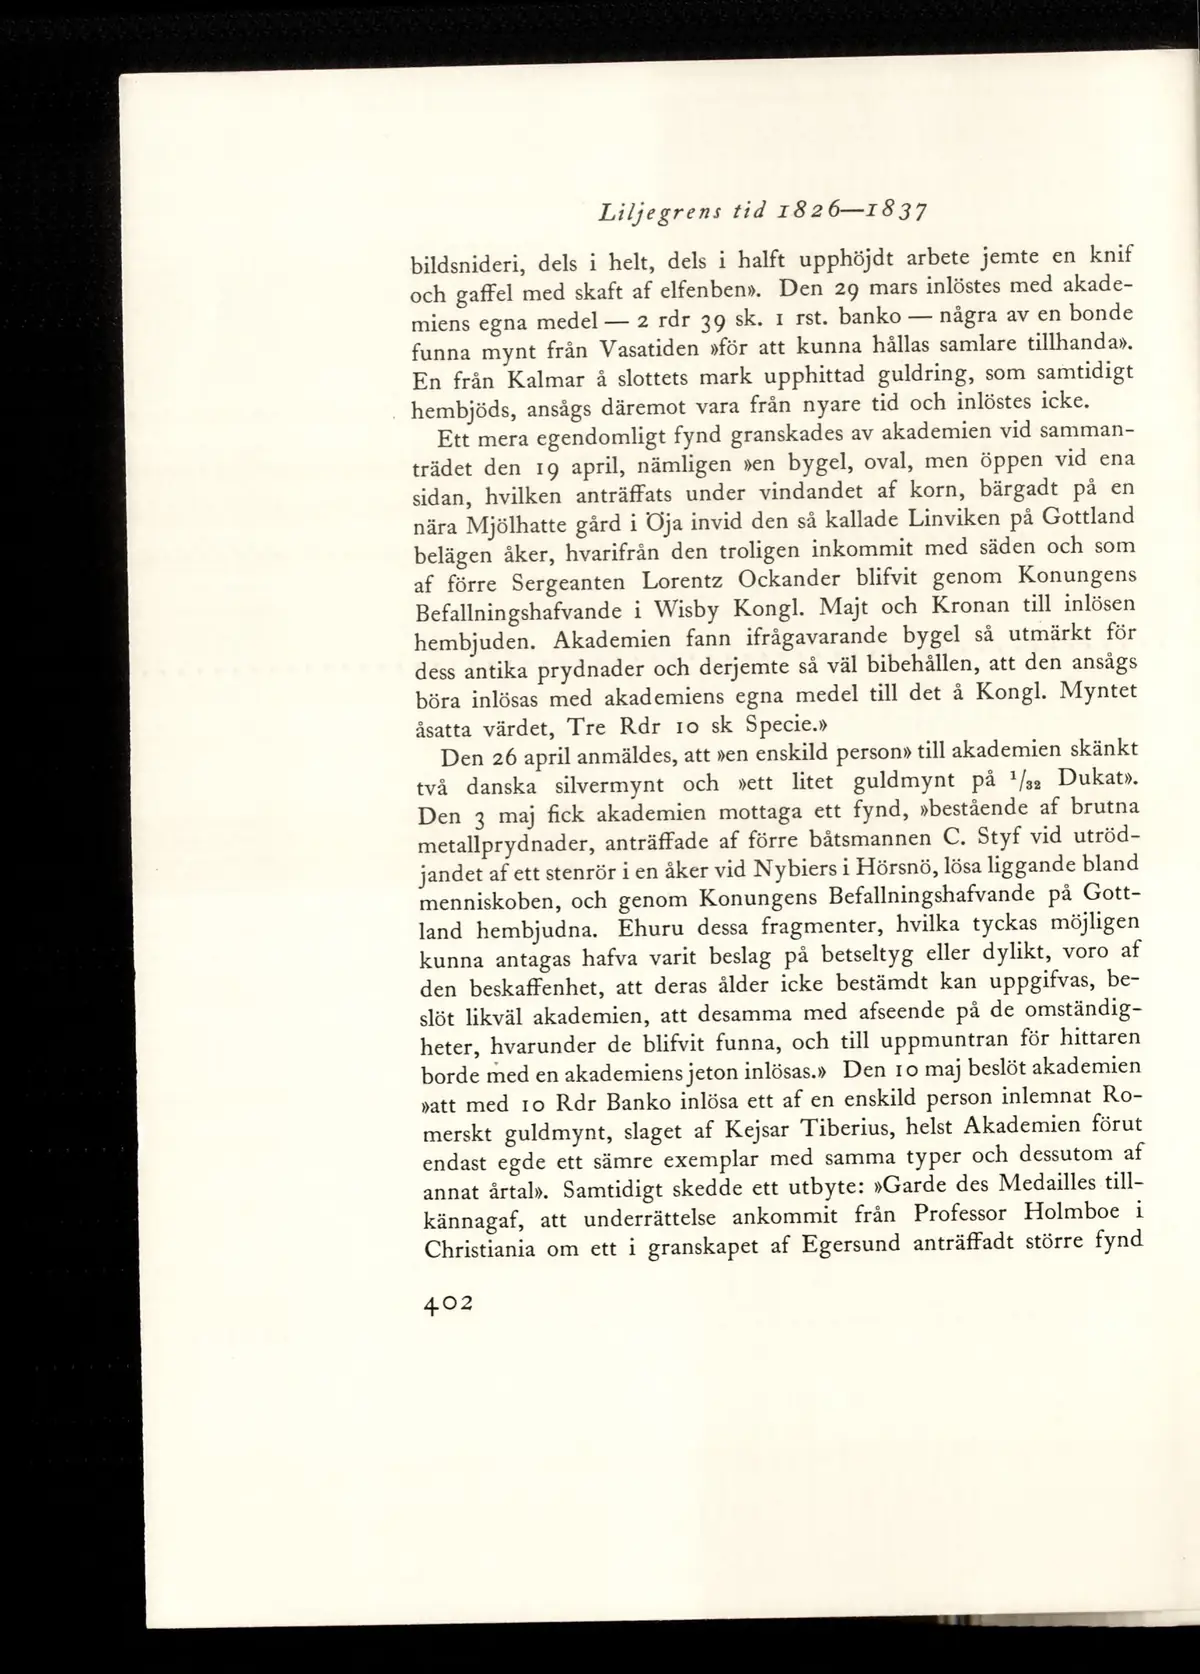 Liljegrens tid 1826—1837
bildsnideri, dels i helt, dels i halft upphöjdt arbete jemte en knif
och gaffel med skaft af elfenben». Den 29 mars inlöstes med akade-
miens egna medel — 2 rdr 39 sk. 1 rst. banko — några av en bonde
funna mynt från Vasatiden »för att kunna hållas samlare tillhanda».
En från Kalmar å slottets mark upphittad guldring, som samtidigt
hembjöds, ansågs däremot vara från nyare tid och inlöstes icke.
Ett mera egendomligt fynd granskades av akademien vid samman-
trädet den 19 april, nämligen »en bygel, oval, men öppen vid ena
sidan, hvilken anträffats under vindandet af korn, bärgadt på en
nära Mjölhatte gård i Öja invid den så kallade Linviken på Gottland
belägen åker, hvarifrån den troligen inkommit med säden och som
af förre Sergeanten Lorentz Ockander blifvit genom Konungens
Befallningshafvande i Wisby Kongl. Majt och Kronan till inlösen
hembjuden. Akademien fann ifrågavarande bygel så utmärkt för
dess antika prydnader och derjemte så väl bibehållen, att den ansågs
böra inlösas med akademiens egna medel till det å Kongl. Myntet
åsatta värdet, Tre Rdr 10 sk Specie.»
Den 26 april anmäldes, att »en enskild person» till akademien skänkt
två danska silvermynt och »ett litet guldmynt på 1/32 Dukat».
Den 3 maj fick akademien mottaga ett fynd, »bestående af brutna
metallprydnader, anträffade af förre båtsmannen C. Styf vid utröd-
jandet af ett stenrör i en åker vid Nybiers i Hörsnö, lösa liggande bland
menniskoben, och genom Konungens Befallningshafvande på Gott-
land hembjudna. Ehuru dessa fragmenter, hvilka tyckas möjligen
kunna antagas hafva varit beslag på betseltyg eller dylikt, voro af
den beskaffenhet, att deras ålder icke bestämdt kan uppgifvas, be-
slöt likväl akademien, att desamma med afseende på de omständig-
heter, hvarunder de blifvit funna, och till uppmuntran för hittaren
borde med en akademiens jeton inlösas.» Den 10 maj beslöt akademien
»att med 10 Rdr Banko inlösa ett af en enskild person inlemnat Ro-
merskt guldmynt, slaget af Kejsar Tiberius, helst Akademien förut
endast egde ett sämre exemplar med samma typer och dessutom af
annat årtal». Samtidigt skedde ett utbyte: »Garde des Medailles till-
kännagaf, att underrättelse ankommit från Professor Holmboe i
Christiania om ett i granskapet af Egersund anträffadt större fynd
402